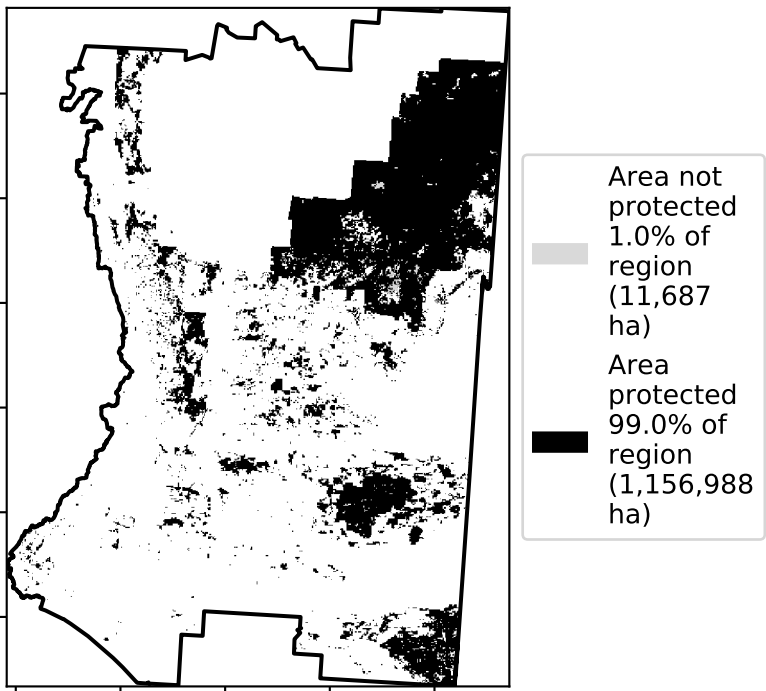 Area not
protected
1.0% of
region
(11,687
ha)
Area
protected
99.0% of
region
(1,156,988
ha)